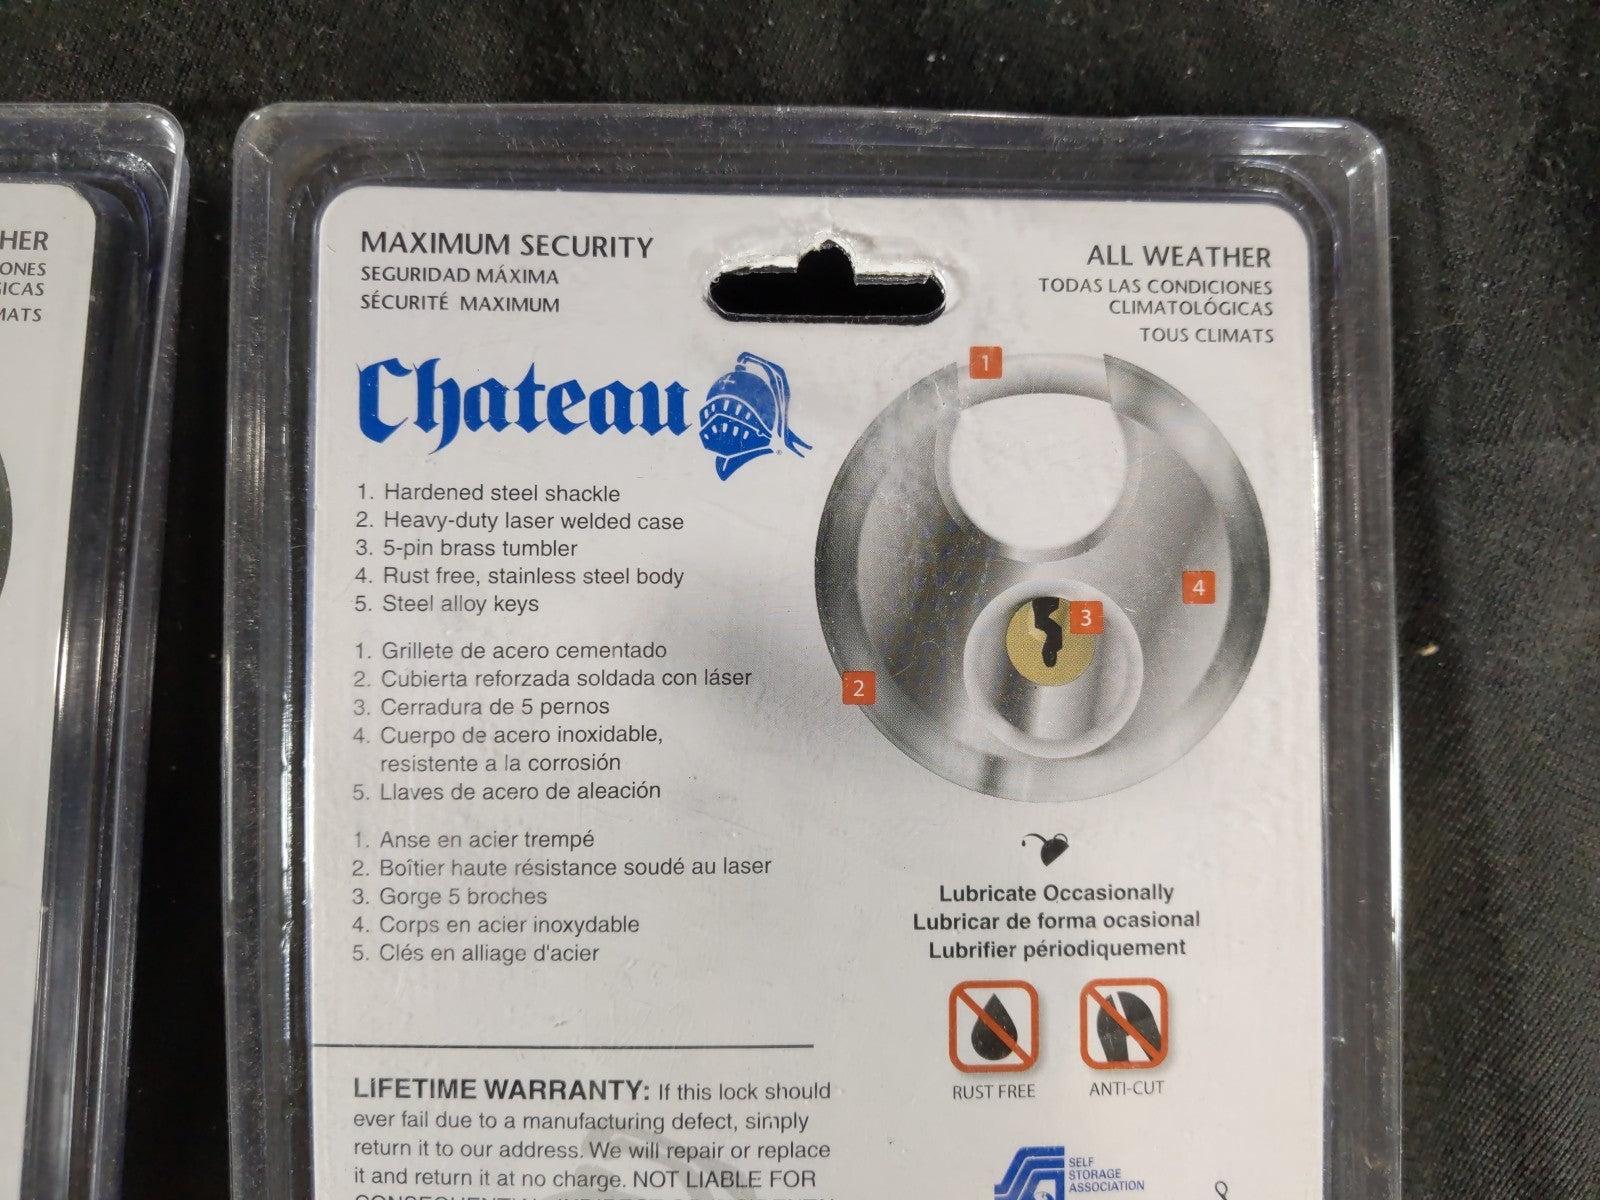 HER
ONES
GICAS
MATS
MAXIMUM SECURITY
SEGURIDAD MÁXIMA
SÉCURITÉ MAXIMUM
ALL WEATHER
TODAS LAS CONDICIONES
CLIMATOLÓGICAS
TOUS CLIMATS
Chateau
®
1. Hardened steel shackle
2. Heavy-duty laser welded case
3. 5-pin brass tumbler
4. Rust free, stainless steel body
5. Steel alloy keys
1. Grillete de acero cementado
2. Cubierta reforzada soldada con láser
3. Cerradura de 5 pernos
4. Cuerpo de acero inoxidable,
resistente a la corrosión
5. Llaves de acero de aleación
1. Anse en acier trempé
2. Boîtier haute résistance soudé au laser
3. Gorge 5 broches
4. Corps en acier inoxydable
5. Clés en alliage d'acier
1
4
3
2
Lubricate Occasionally
Lubricar de forma ocasional
Lubrifier périodiquement
RUST FREE
ANTI-CUT
LIFETIME WARRANTY: If this lock should
ever fail due to a manufacturing defect, simply
return it to our address. We will repair or replace
it and return it at no charge. NOT LIABLE FOR
SELF
STORAGE
ASSOCIATION